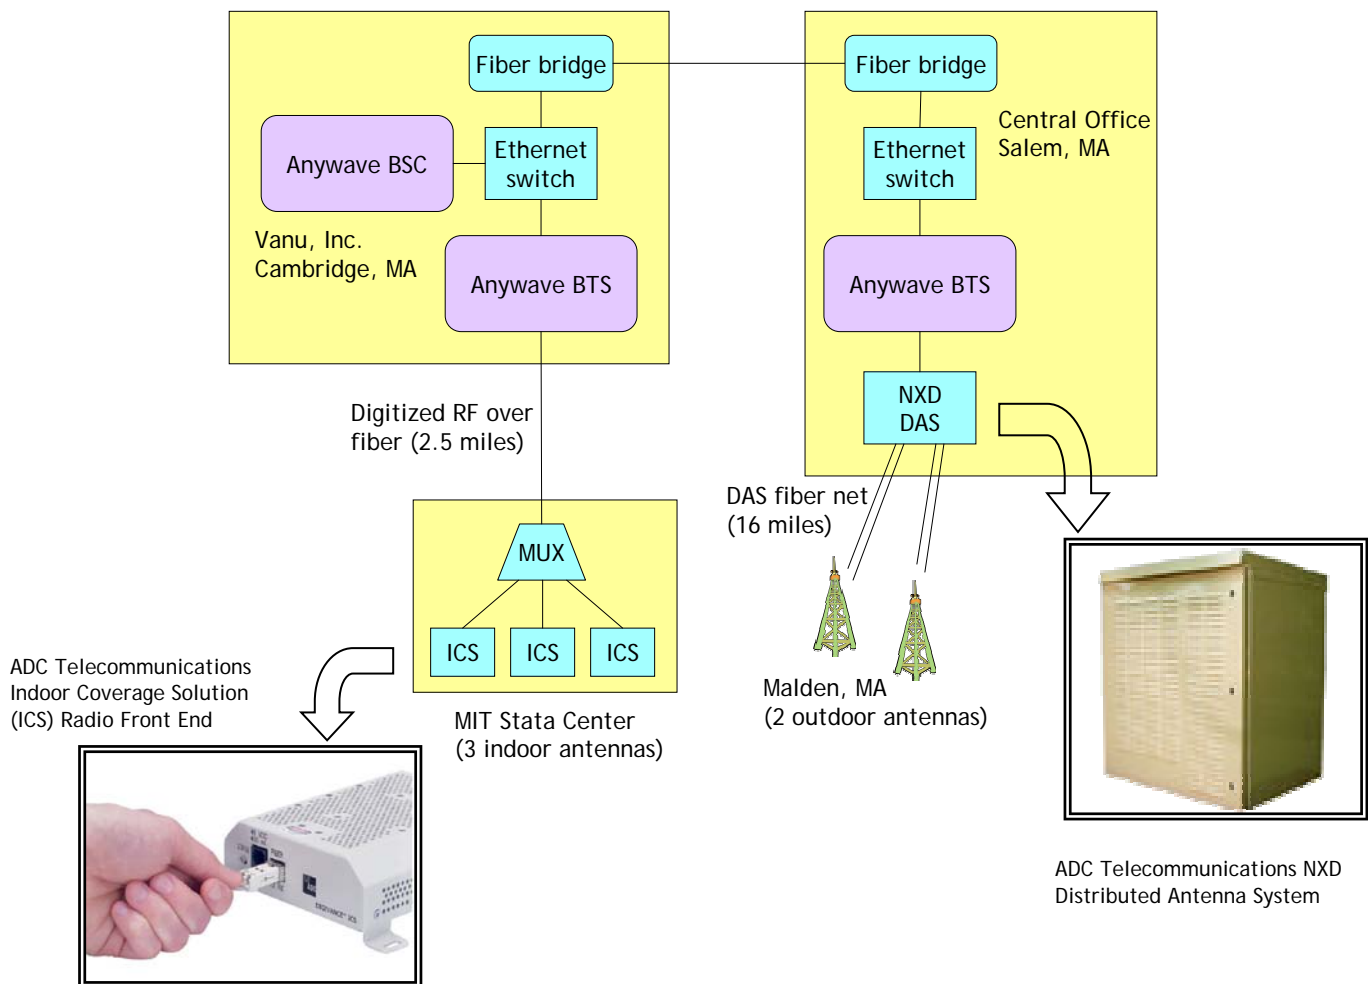 Fiber bridge
Fiber bridge
Central Office
Salem, MA
Anywave BSC
Ethernet
switch
Ethernet
switch
Vanu, Inc.
Cambridge, MA
Anywave BTS
Anywave BTS
Digitized RF over
fiber (2.5 miles)
NXD
DAS
DAS fiber net
(16 miles)
MUX
ICS
ICS
ICS
ADC Telecommunications
Indoor Coverage Solution
(ICS) Radio Front End
MIT Stata Center
(3 indoor antennas)
Malden, MA
(2 outdoor antennas)
ADC Telecommunications NXD
Distributed Antenna System